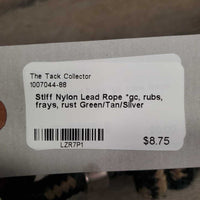 The Tack Collector
1007044-88
Stiff Nylon Lead Rope *gc, rubs,
frays, rust Green/Tan/Silver
$8.75
LZR7P1